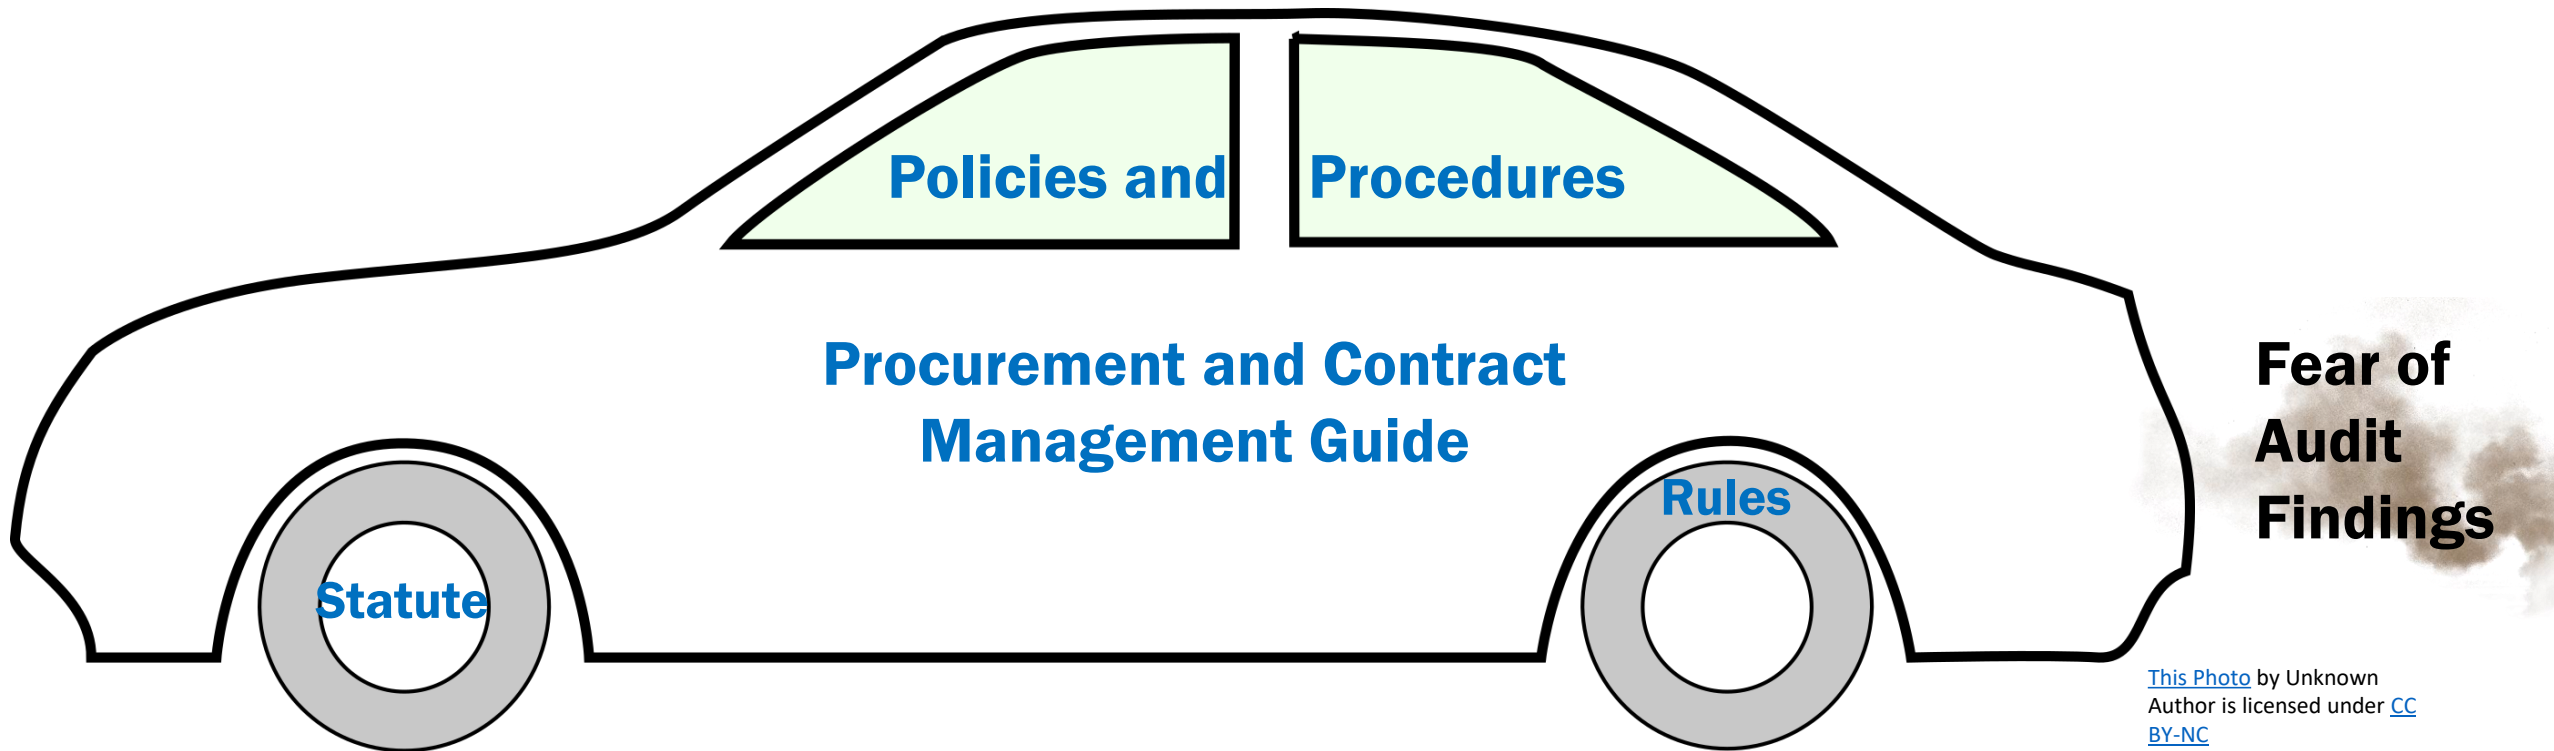 Policies and Procedures
Procurement and Contract
Management Guide
Fear of
Audit
Findings
Rules
Statute
This Photo by Unknown
Author is licensed under CC
BY-NC